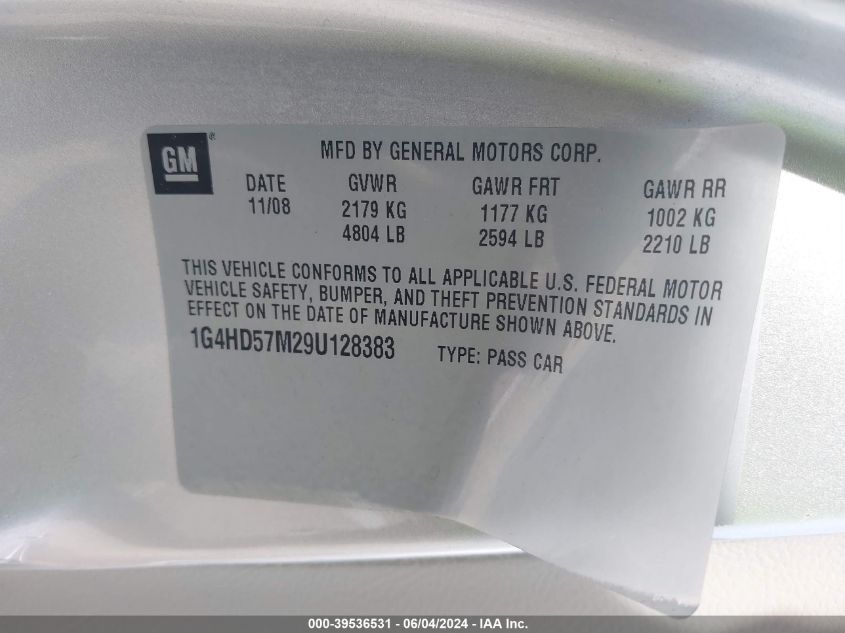 GM ®
MFD BY GENERAL MOTORS CORP.
DATE GVWR GAWR FRT GAWR RR
11/08 2179 KG 1177 KG 1002 KG
4804 LB 2594 LB 2210 LB
THIS VEHICLE CONFORMS TO ALL APPLICABLE U.S. FEDERAL MOTOR
VEHICLE SAFETY, BUMPER, AND THEFT PREVENTION STANDARDS IN
EFFECT ON THE DATE OF MANUFACTURE SHOWN ABOVE.
1G4HD57M29U128383 TYPE: PASS CAR
000-39536531 - 06/04/2024 - IAA Inc.